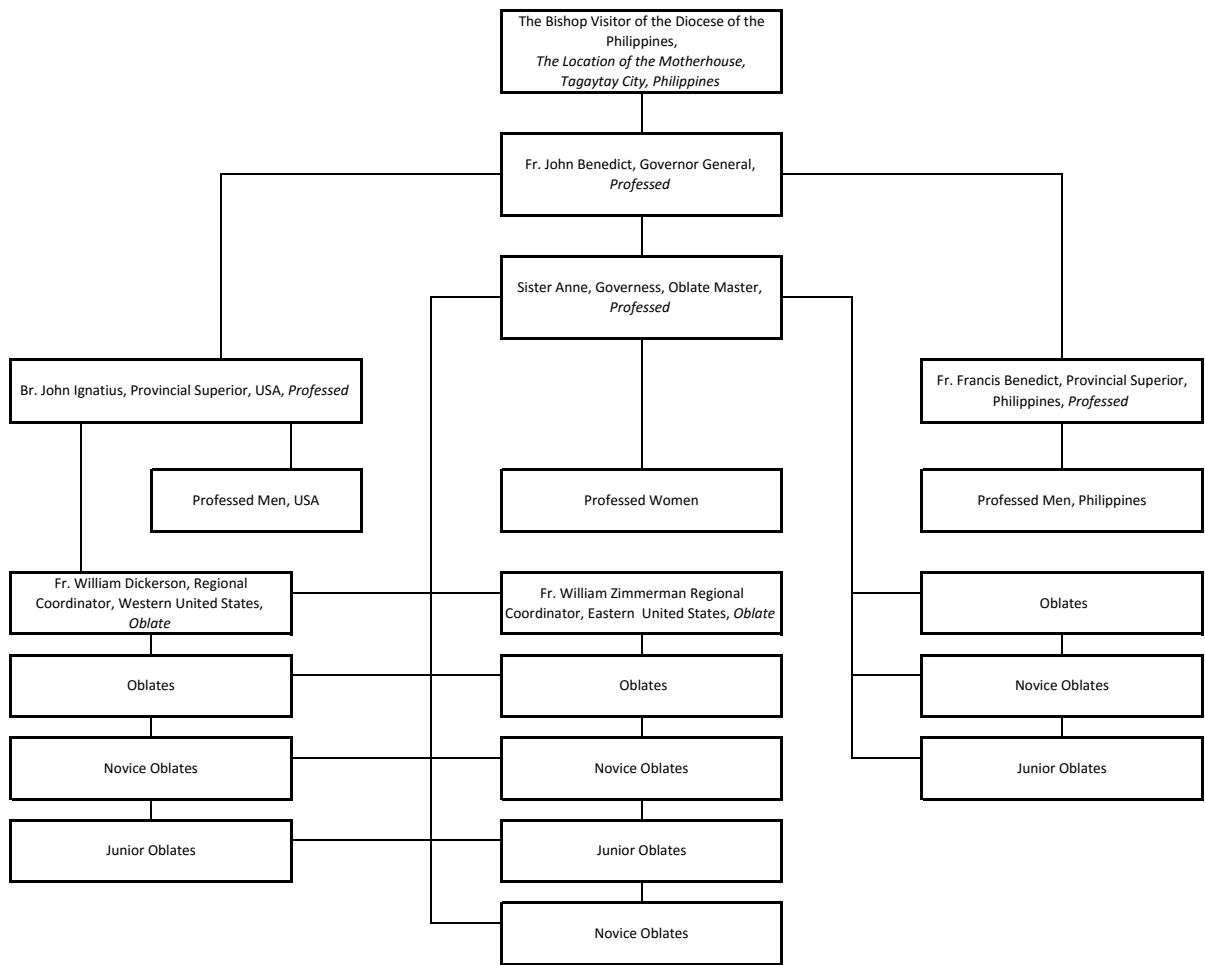 The Bishop Visitor of the Diocese of the
Philippines,
The Location of the Motherhouse,
Tagaytay City, Philippines
Fr. John Benedict, Governor General,
Professed
Sister Anne, Governess, Oblate Master,
Professed
Br. John Ignatius, Provincial Superior, USA, Professed
Fr. Francis Benedict, Provincial Superior,
Philippines, Professed
Professed Men, USA
Professed Women
Professed Men, Philippines
Fr. William Dickerson, Regional
Coordinator, Western United States,
Oblate
Fr. William Zimmerman Regional
Coordinator, Eastern  United States, Oblate
Oblates
Oblates
Oblates
Novice Oblates
Novice Oblates
Novice Oblates
Junior Oblates
Junior Oblates
Junior Oblates
Novice Oblates